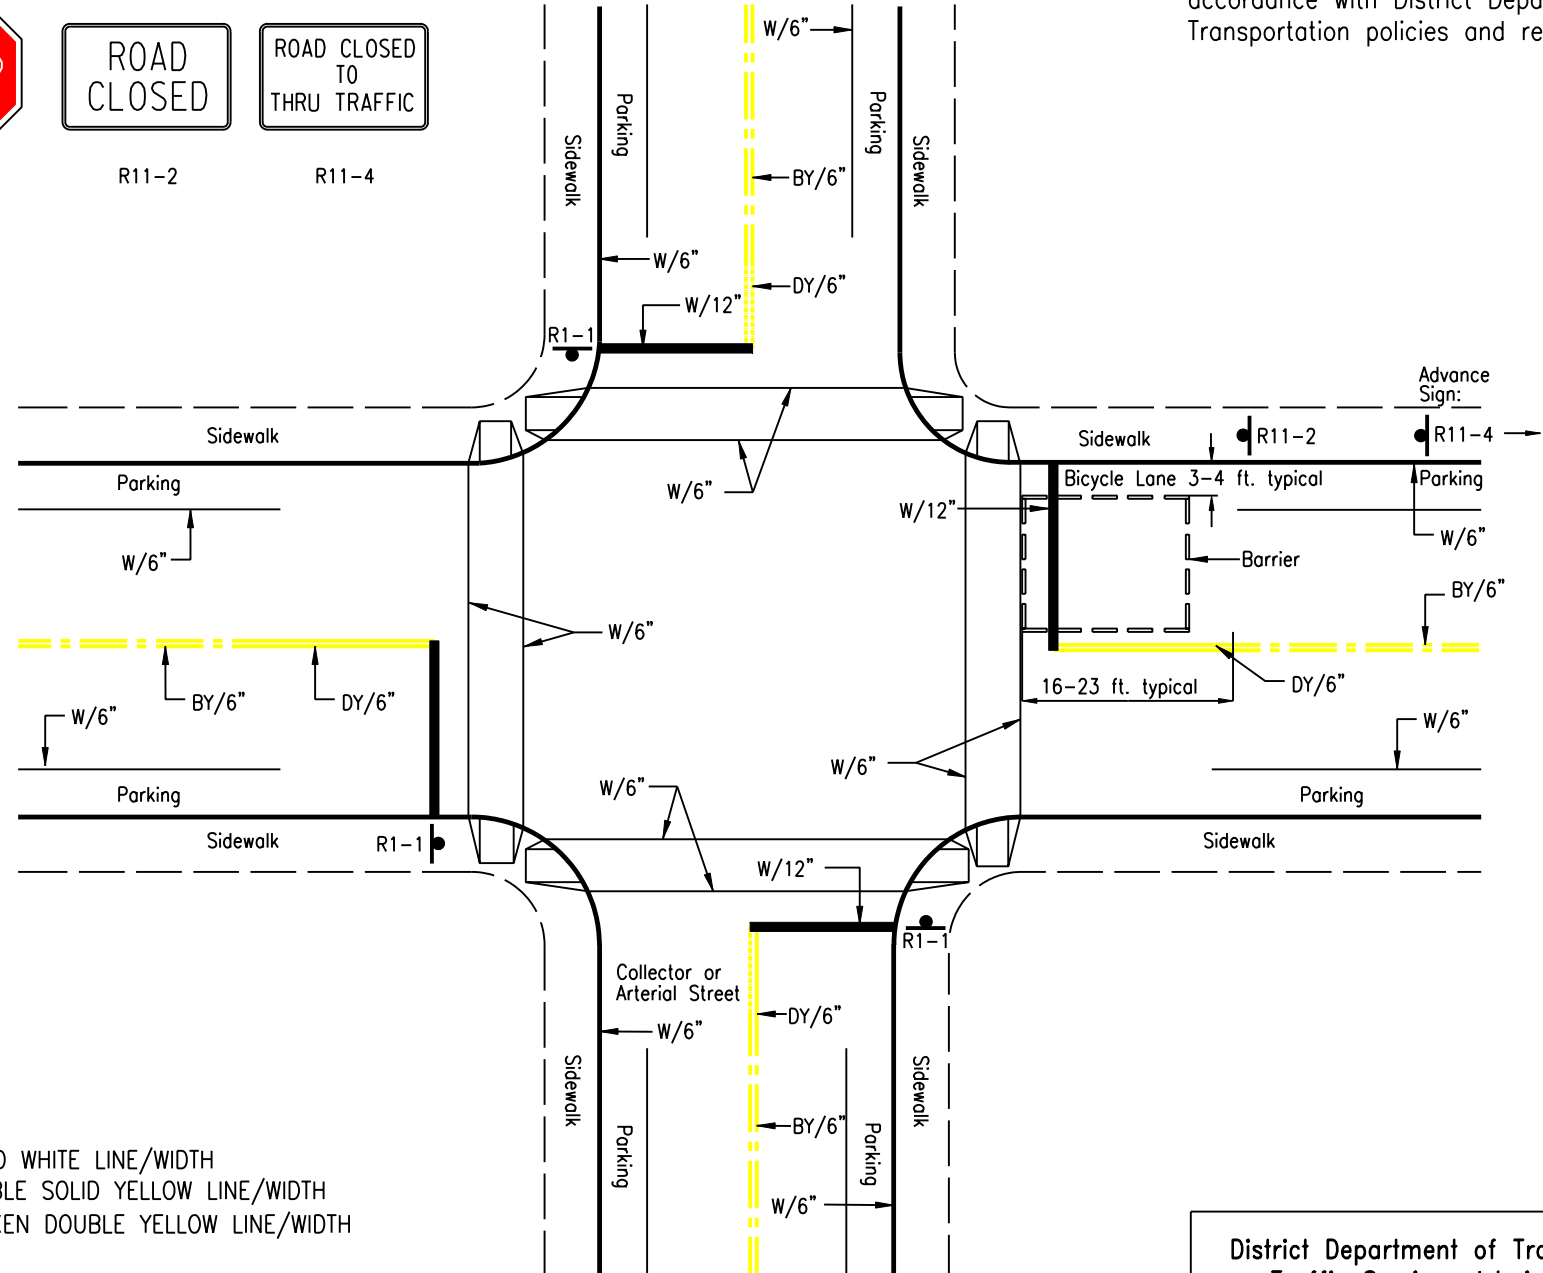 accordance with District
Transportation policies and
ROAD
CLOSED
R11-2
ROAD CLOSED
TO
THRU TRAFFIC
R11-4
W/6"
Parking
Parking
Sidewalk
Sidewalk
BY/6"
W/6"
DY/6"
W/12"
R1-1
Advance
Sign:
Sidewalk
Sidewalk
R11-2
R11-4
Parking
Bicycle Lane 3-4 ft. typical
Parking
W/6"
W/12"
W/6"
W/6"
Barrier
BY/6"
W/6"
BY/6"
DY/6"
16-23 ft. typical
DY/6"
W/6"
W/6"
W/6"
W/6"
Parking
Parking
Sidewalk
R1-1
Sidewalk
W/12"
R1-1
Collector or
Arterial Street
DY/6"
W/6"
Sidewalk
Sidewalk
Parking
BY/6"
Parking
W/6"
WHITE LINE/WIDTH
SOLID YELLOW LINE/WIDTH
DOUBLE YELLOW LINE/WIDTH
District Department of